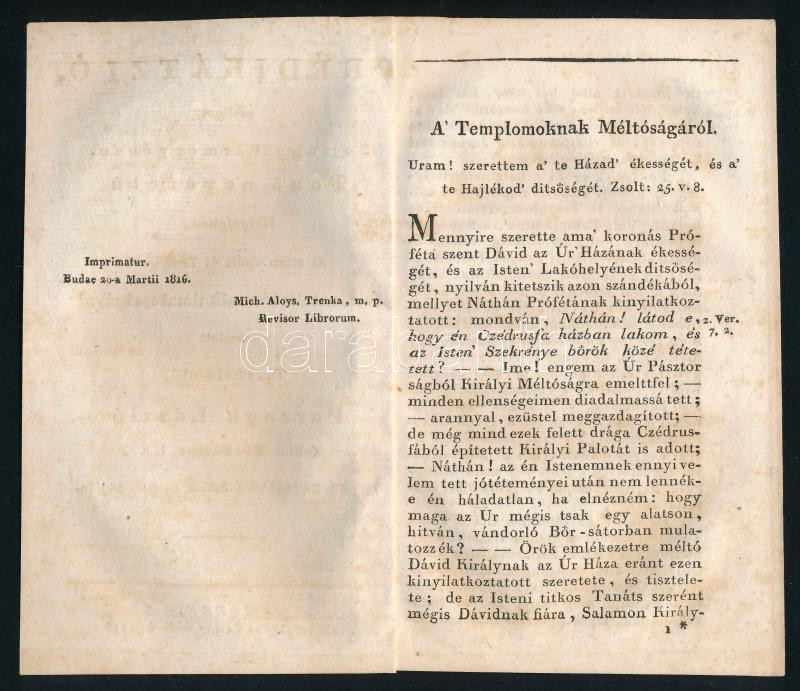 Imprimatur.
Budae 20-a Martii 1816.
Mich. Aloys. Trenka, m. p.
Revisor Librorum.
A' Templomoknak Méltóságáról.
Uram! szerettem a' te Házad' ékességét, és a'
te Hajlékod' ditsöségét. Zsolt: 25. v. 8.
Mennyire szerette ama' koronás Pró-
féta szent Dávid az Úr' Házának ékessé-
gét, és az Isten' Lakóhelyének ditsösé-
gét, nyilván kitetszik azon szándékából,
mellyet Náthán Prófétának kinyilatkoz-
tatott: mondván, Náthán! látod e, 2. Ver.
hogy én Czédrusfa házban lakom, és 7. 2.
az Isten' Szekrénye börök közé téte-
tett? — — Ime! engem az Úr Pásztor
ságból Királyi Méltóságra emelttfel; —
minden ellenségeimen diadalmassá tett;
— arannyal, ezüstel meggazdagított; —
de még mind ezek felett drága Czédrus-
fából építetett Királyi Palotát is adott;
— Náthán! az én Istenemnek ennyi ve-
lem tett jótéteményei után nem lennék-
e én háladatlan, ha elnézném: hogy
maga az Ur mégis tsak egy alatson,
hitván, vándorló Bőr-sátorban mula-
tozzék? — — Örök emlékezetre méltó
Dávid Királynak az Úr Háza eránt ezen
kinyilatkoztatott szeretete, és tisztele-
te; de az Isteni titkos Tanáts szerént
mégis Dávidnak fiára, Salamon Király-
1 *
darabanth